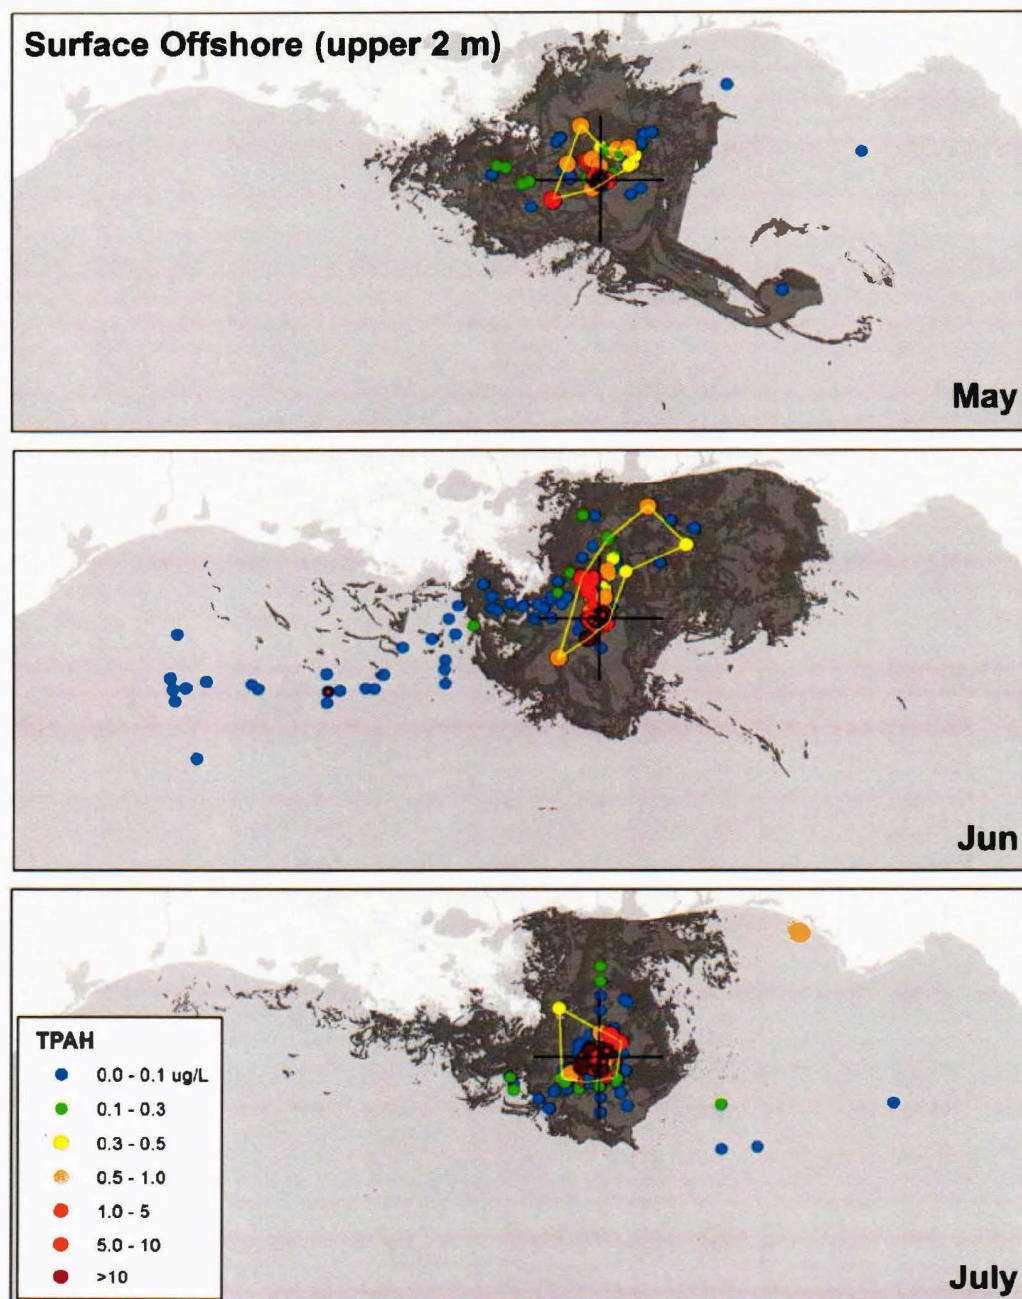 Surface Offshore (upper 2 m)
May
Jun
TPAH
0.0 - 0.1 ug/L
0.1 - 0.3
0.3 - 0.5
0.5 - 1.0
1.0 - 5
5.0 - 10
>10
July